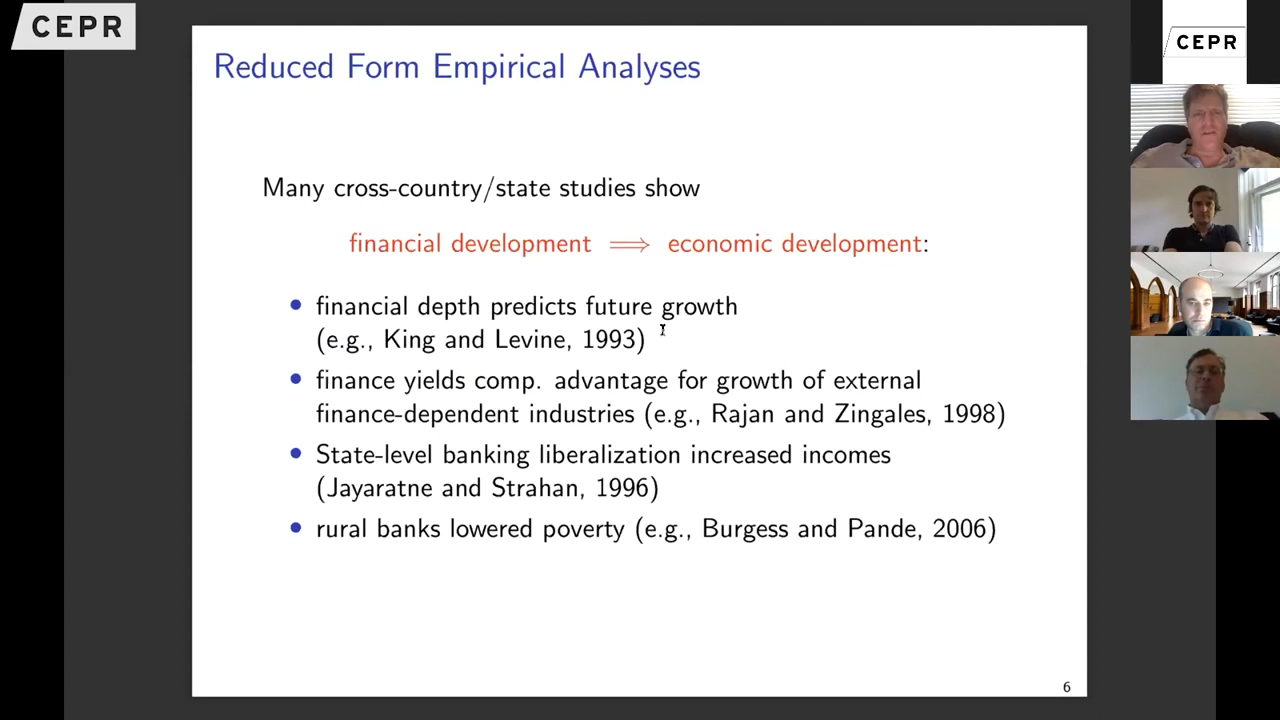 CEPR
Reduced Form Empirical Analyses
Many cross-country/state studies show
financial development ⟹ economic development:
• financial depth predicts future growth
(e.g., King and Levine, 1993)
• finance yields comp. advantage for growth of external
finance-dependent industries (e.g., Rajan and Zingales, 1998)
• State-level banking liberalization increased incomes
(Jayaratne and Strahan, 1996)
• rural banks lowered poverty (e.g., Burgess and Pande, 2006)
6
CEPR